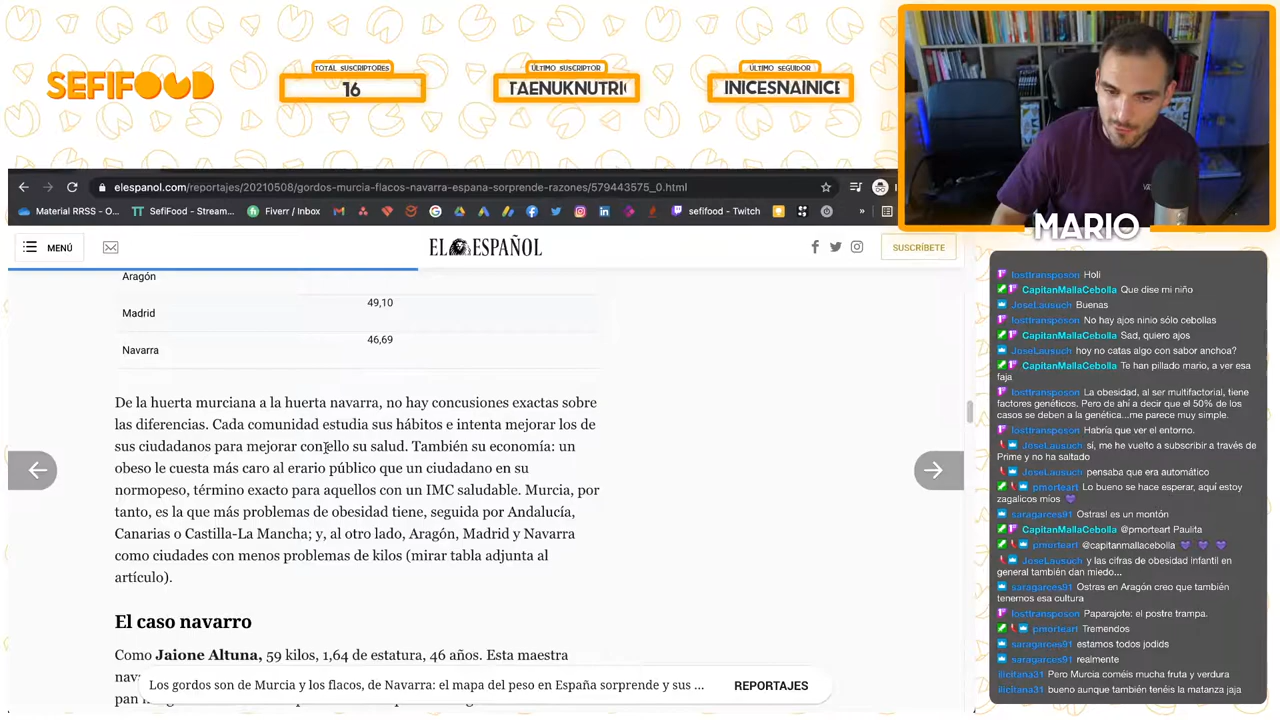 SEFIFOOD
TOTAL SUSCRIPTORES
16
ÚLTIMO SUSCRIPTOR
TAENUKNUTRI
ÚLTIMO SEGUIDOR
INICESNAINICE
MARIO
elespanol.com/reportajes/20210508/gordos-murcia-flacos-navarra-espana-sorprende-razones/579443575_0.html
Material RRSS - O...
SefiFood - Stream...
Fiverr / Inbox
sefifood - Twitch
»
MENÚ
EL ESPAÑOL
SUSCRÍBETE
Aragón
49,10
Madrid
46,69
Navarra
De la huerta murciana a la huerta navarra, no hay concusiones exactas sobre
las diferencias. Cada comunidad estudia sus hábitos e intenta mejorar los de
sus ciudadanos para mejorar con ello su salud. También su economía: un
obeso le cuesta más caro al erario público que un ciudadano en su
normopeso, término exacto para aquellos con un IMC saludable. Murcia, por
tanto, es la que más problemas de obesidad tiene, seguida por Andalucía,
Canarias o Castilla-La Mancha; y, al otro lado, Aragón, Madrid y Navarra
como ciudades con menos problemas de kilos (mirar tabla adjunta al
artículo).
El caso navarro
Como Jaione Altuna, 59 kilos, 1,64 de estatura, 46 años. Esta maestra
Los gordos son de Murcia y los flacos, de Navarra: el mapa del peso en España sorprende y sus ...
REPORTAJES
losttransposon Holi
CapitanMallaCebolla Que dise mi niño
JoseLausuch Buenas
losttransposon No hay ajos ninio sólo cebollas
CapitanMallaCebolla Sad, quiero ajos
JoseLausuch hoy no catas algo con sabor anchoa?
CapitanMallaCebolla Te han pillado mario, a ver esa
faja
losttransposon La obesidad, al ser multifactorial, tiene
factores genéticos. Pero de ahí a decir que el 50% de los
casos se deben a la genética...me parece muy simple.
losttransposon Habría que ver el entorno.
JoseLausuch sí, me he vuelto a subscribir a través de
Prime y no ha saltado
JoseLausuch pensaba que era automático
pmorteart Lo bueno se hace esperar, aquí estoy
zagalicos míos 💜
saragarces91 Ostras! es un montón
CapitanMallaCebolla @pmorteart Paulita
pmorteart @capitanmallacebolla 💜 💜 💜
JoseLausuch y las cifras de obesidad infantil en
general también dan miedo...
saragarces91 Ostras en Aragón creo que también
tenemos esa cultura
losttransposon Paparajote: el postre trampa.
pmorteart Tremendos
saragarces91 estamos todos jodids
saragarces91 realmente
Pero Murcia coméis mucha fruta y verdura
bueno aunque también tenéis la matanza jaja